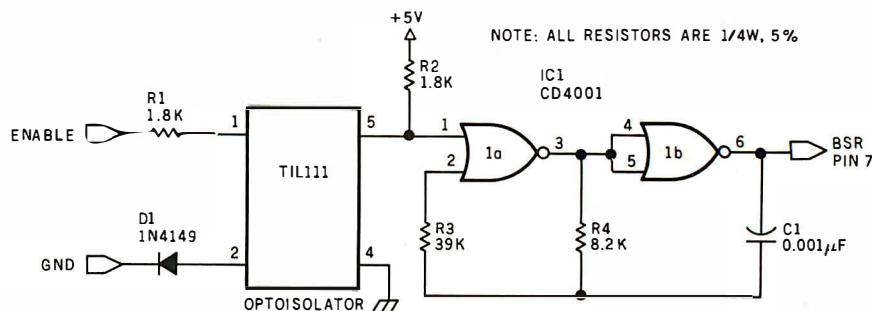 +5V
NOTE: ALL RESISTORS ARE 1/4W, 5%
R2
1.8K
IC1
CD4001
R1
1.8K
ENABLE
1
5
1
2
1a
3
4
5
1b
6
BSR
PIN 7
TIL111
D1
1N4149
GND
2
4
R3
39K
R4
8.2K
C1
0.001µF
OPTOISOLATOR